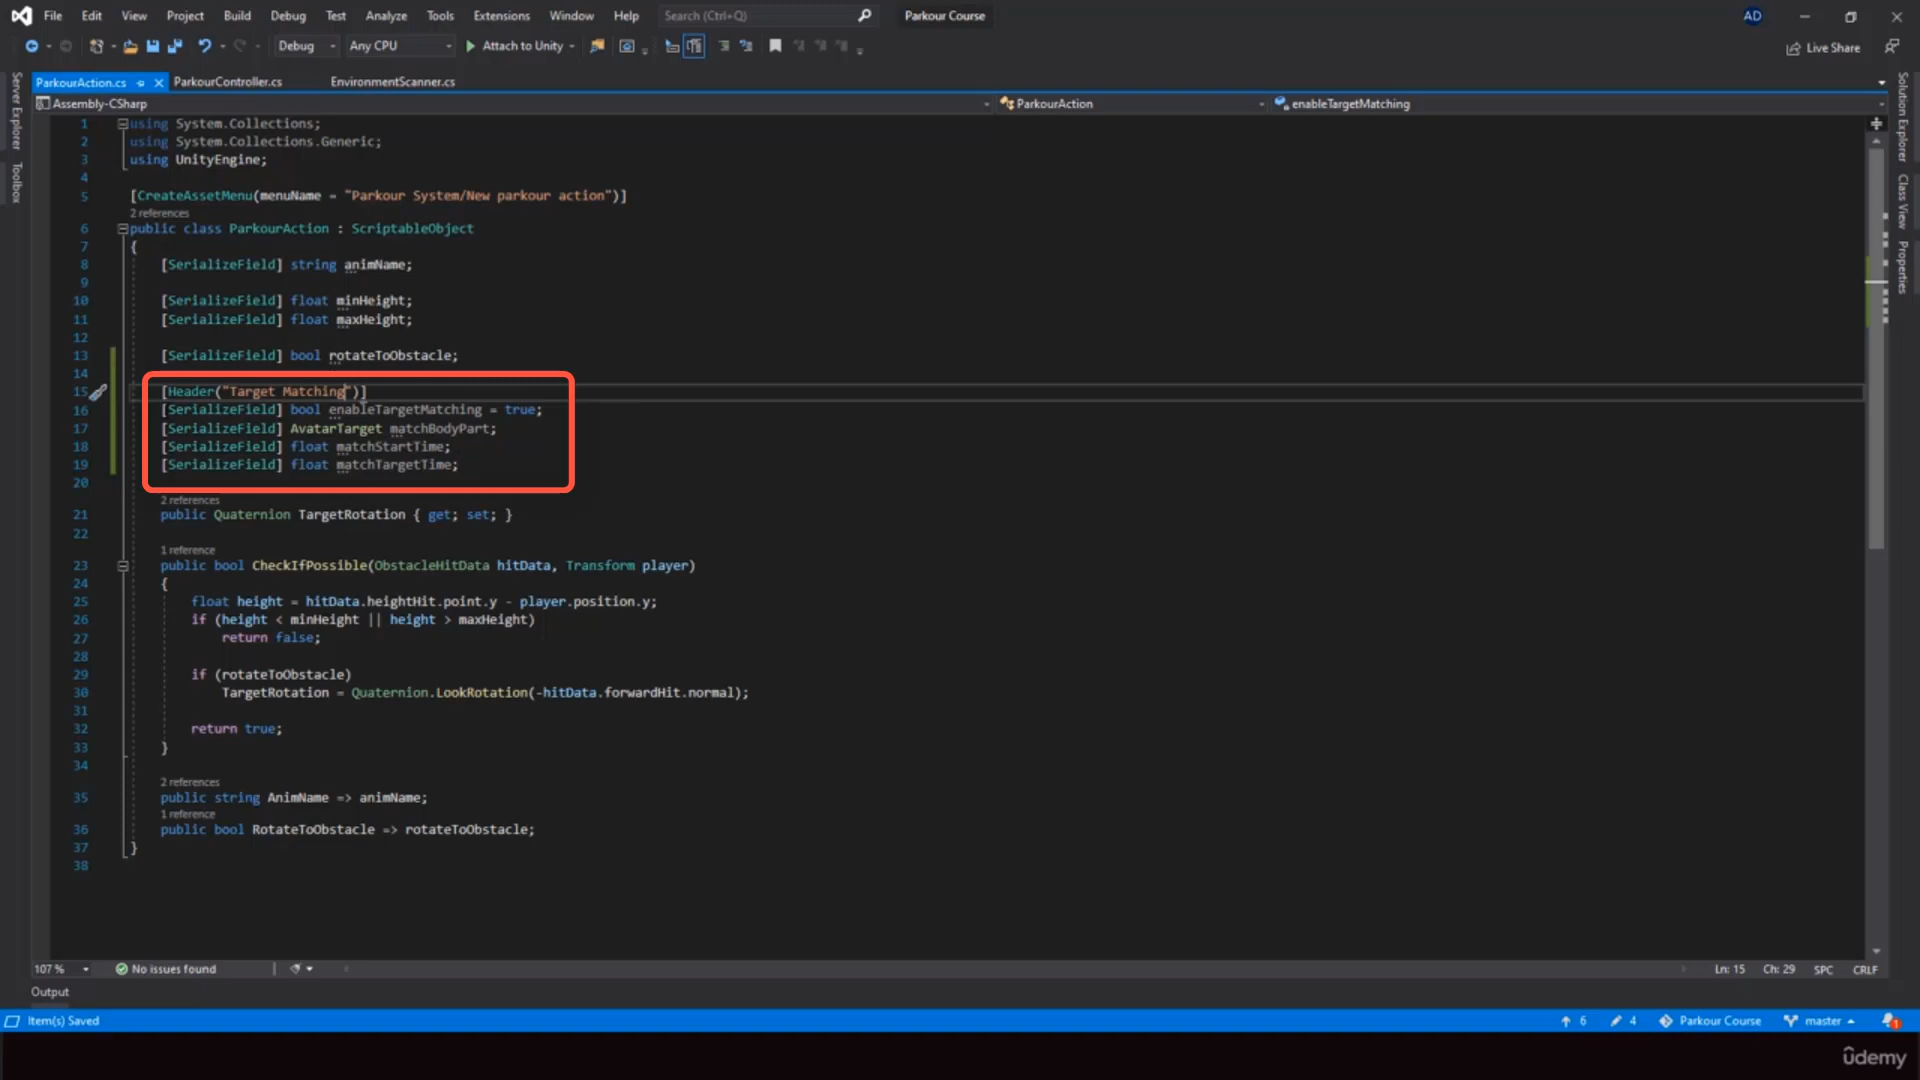 File Edit View Project Build Debug Test Analyze Tools Extensions Window Help Search (Ctrl+Q) Parkour Course AD
Debug Any CPU Attach to Unity Live Share
ParkourAction.cs ParkourController.cs EnvironmentScanner.cs
Assembly-CSharp ParkourAction enableTargetMatching
Server Explorer
Toolbox
Solution Explorer
Class View
Properties
1 using System.Collections;
2 using System.Collections.Generic;
3 using UnityEngine;
4
5 [CreateAssetMenu(menuName = "Parkour System/New parkour action")]
2 references
6 public class ParkourAction : ScriptableObject
7 {
8 [SerializeField] string animName;
9
10 [SerializeField] float minHeight;
11 [SerializeField] float maxHeight;
12
13 [SerializeField] bool rotateToObstacle;
14
15 [Header("Target Matching")]
16 [SerializeField] bool enableTargetMatching = true;
17 [SerializeField] AvatarTarget matchBodyPart;
18 [SerializeField] float matchStartTime;
19 [SerializeField] float matchTargetTime;
20
2 references
21 public Quaternion TargetRotation { get; set; }
22
1 reference
23 public bool CheckIfPossible(ObstacleHitData hitData, Transform player)
24 {
25 float height = hitData.heightHit.point.y - player.position.y;
26 if (height < minHeight || height > maxHeight)
27 return false;
28
29 if (rotateToObstacle)
30 TargetRotation = Quaternion.LookRotation(-hitData.forwardHit.normal);
31
32 return true;
33 }
34
2 references
35 public string AnimName => animName;
1 reference
36 public bool RotateToObstacle => rotateToObstacle;
37 }
38
107 % No issues found Ln: 15 Ch: 29 SPC CRLF
Output
Item(s) Saved 6 4 Parkour Course master 1
ûdemy